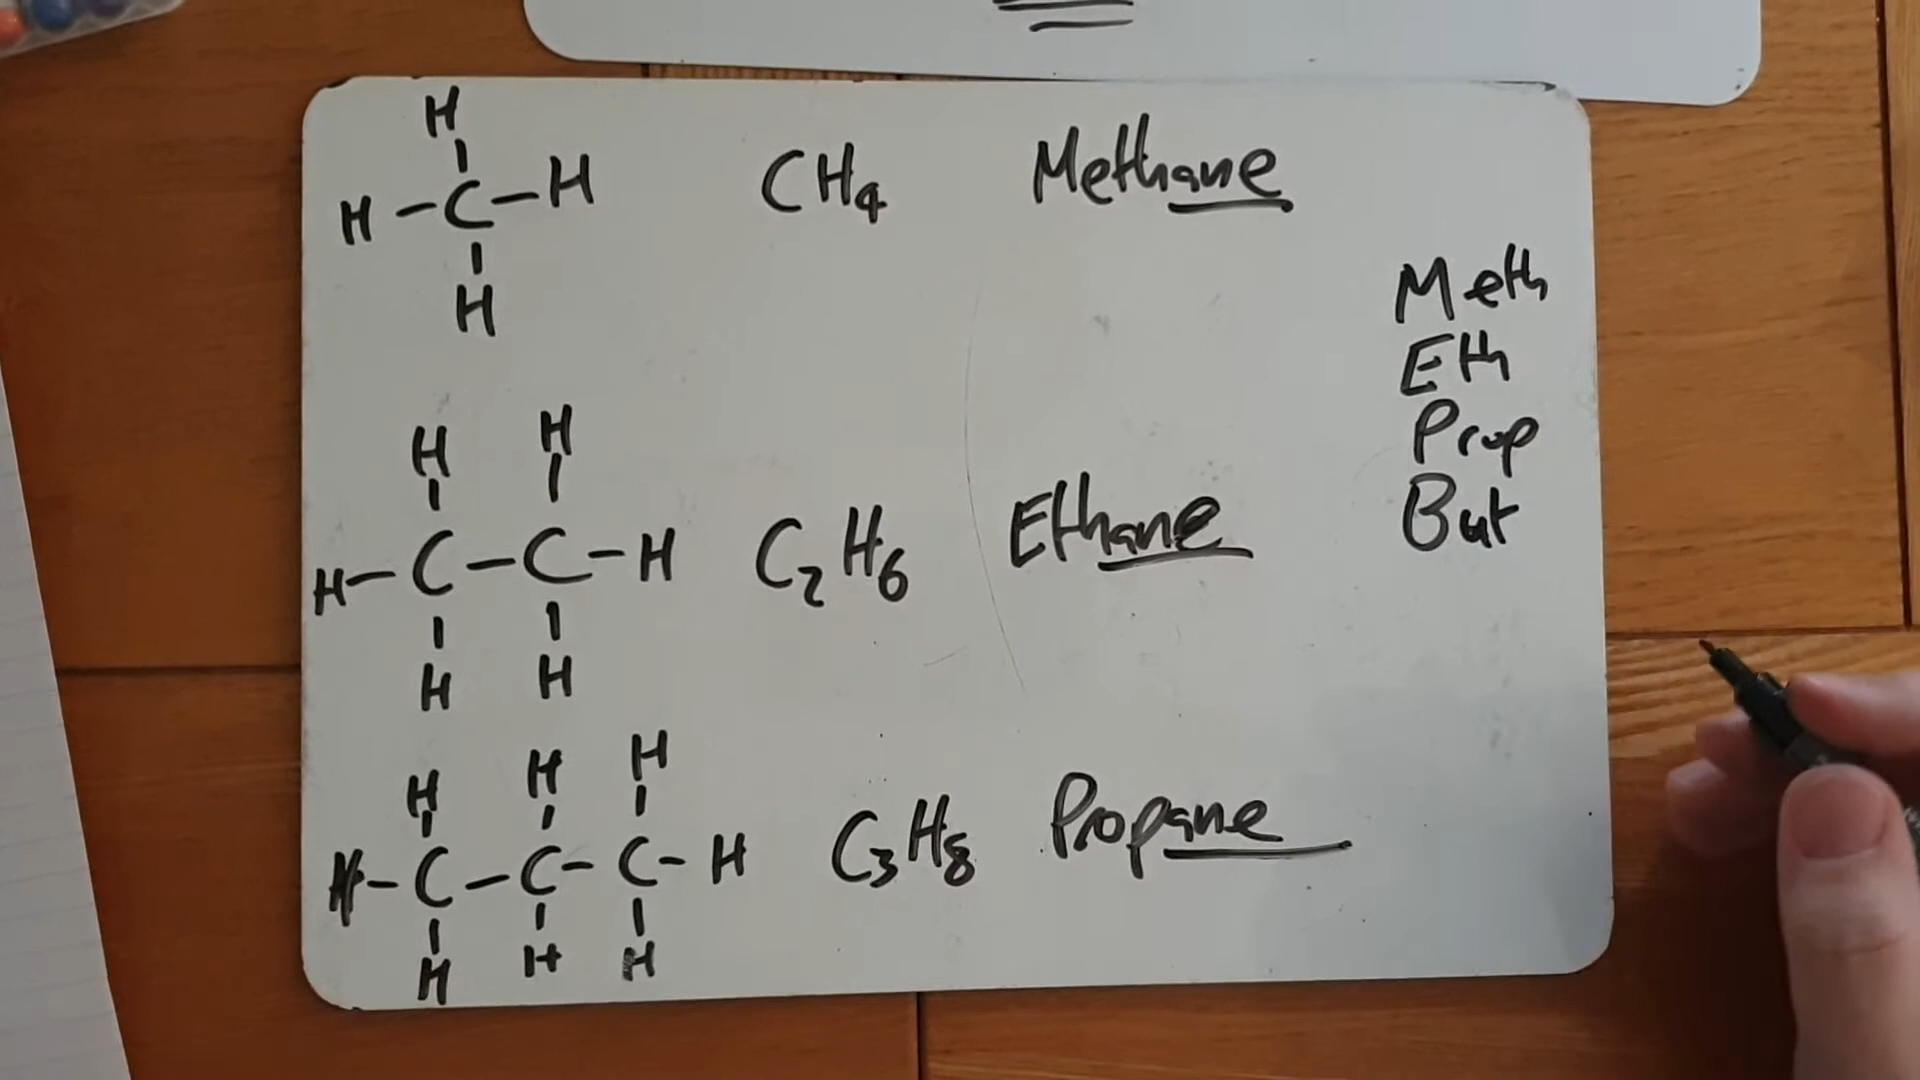 H
H – C – H CH₄ Methane
H
Meth
Eth
Prop
But
H H
H – C – C – H C₂H₆ Ethane
H H
H H H
H – C – C – C – H C₃H₈ Propane
H H H